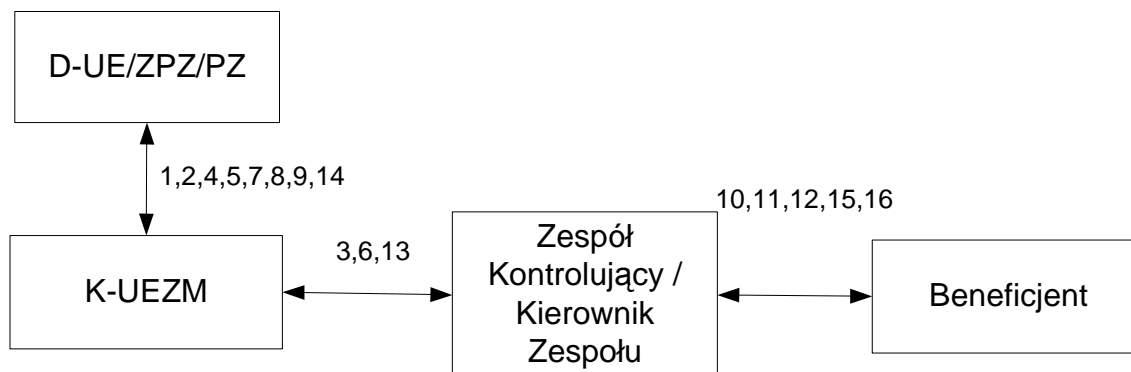 D-UE/ZPZ/PZ
1,2,4,5,7,8,9,14
K-UEZM
3,6,13
Zespół
Kontrolujący /
Kierownik
Zespołu
10,11,12,15,16
Beneficjent